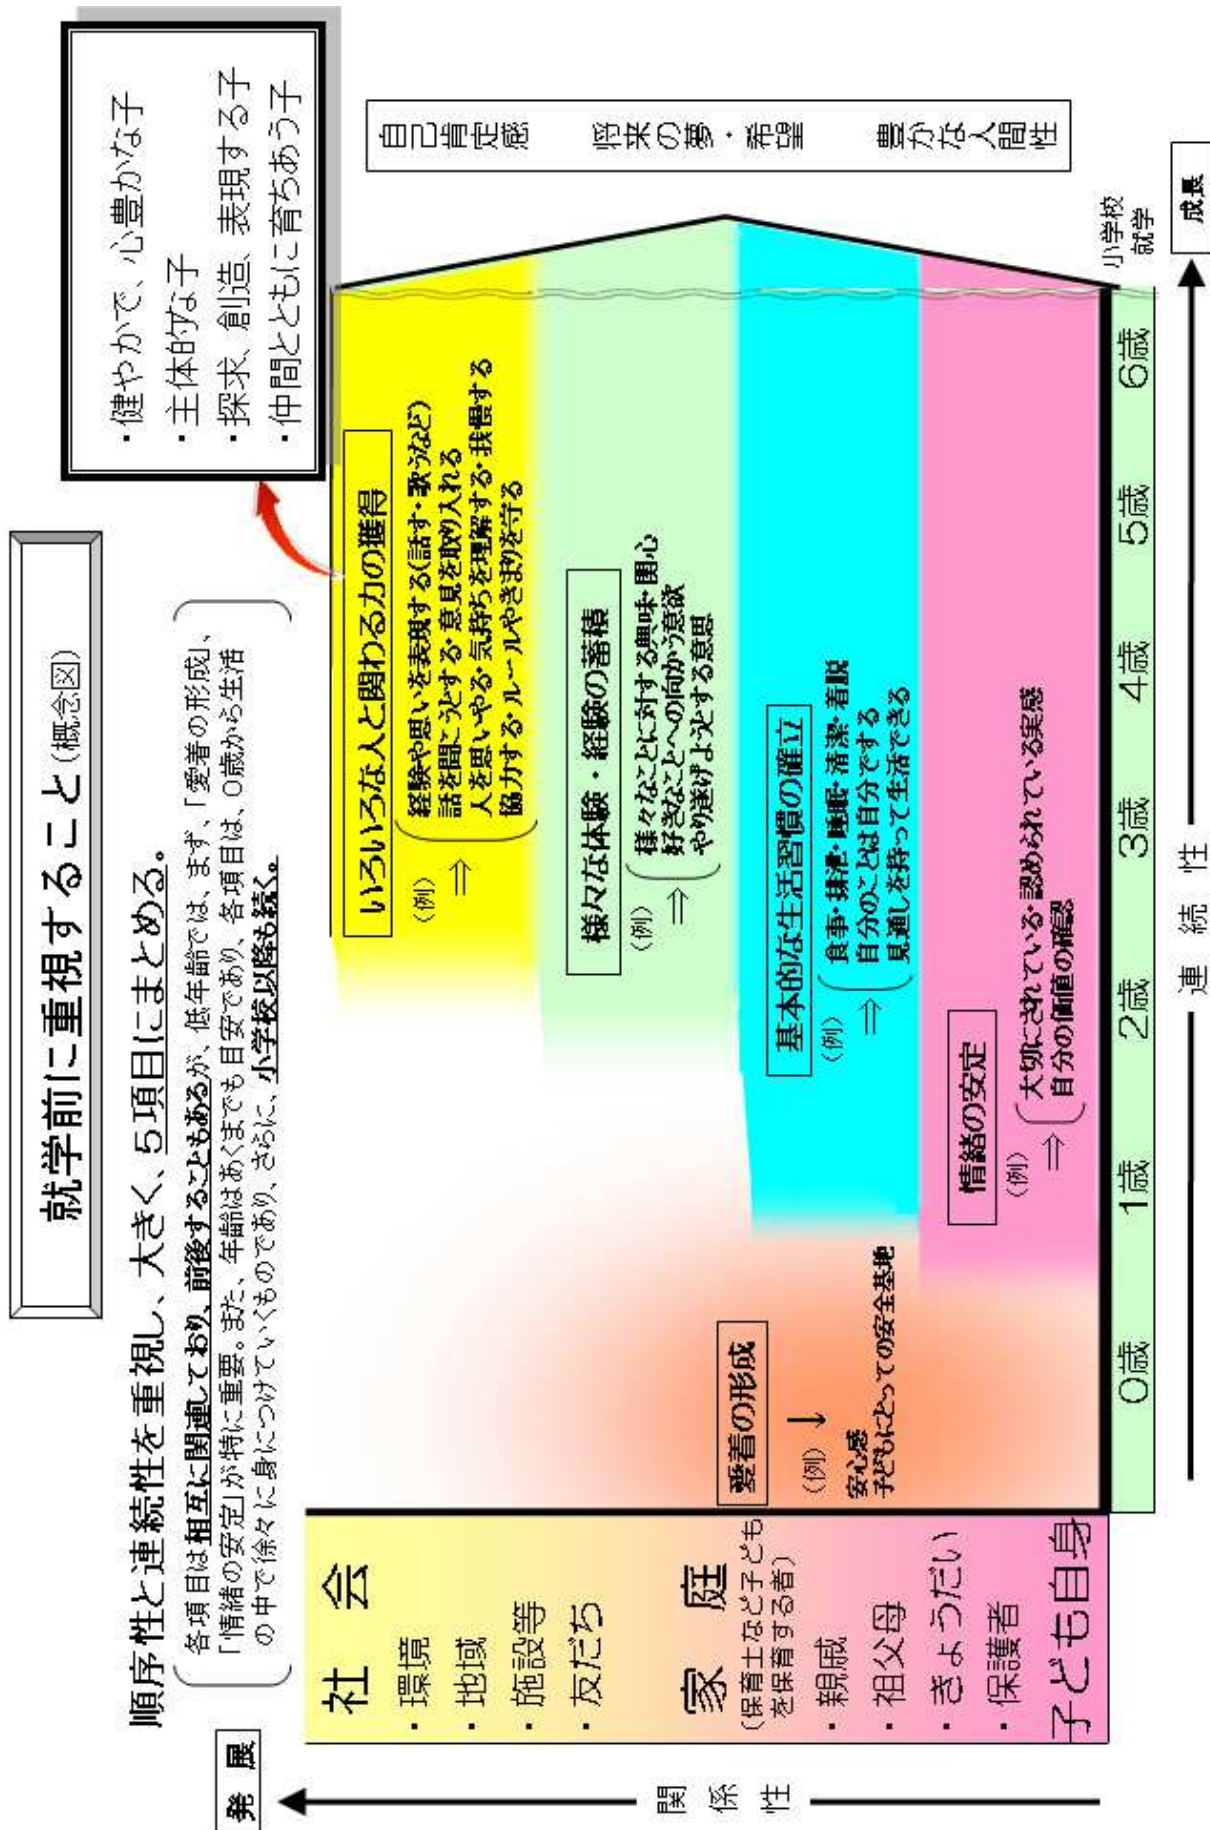 就学前に重視すること(概念図)
順序性と連続性を重視し、大きく、5項目にまとめる。
各項目は相互に関連しており、前後することもあるが、低年齢では、まず、「愛着の形成」、
「情緒の安定」が特に重要。また、年齢はあくまでも目安であり、各項目は、0歳から生活
の中で徐々に身につけていくものであり、さらに、小学校以降も続く。
・健やかで、心豊かな子
・主体的な子
・探求、創造、表現する子
・仲間とともに育ちあう子
発 展
関 係 性
社 会
・環境
・地域
・施設等
・友だち
家 庭
(保育士など子ども
を保育する者)
・親戚
・祖父母
・きょうだい
・保護者
子ども自身
いろいろな人と関わる力の獲得
(例)
⇒
経験や思いを表現する(話す・歌うなど)
話を聞こうとする・意見を取り入れる
人を思いやる・気持ちを理解する・我慢する
協力する・ルールやきまりを守る
様々な体験・経験の蓄積
(例)
⇒
様々なことに対する興味・関心
好きなことへの向かう意欲
やり遂げようとする意思
基本的な生活習慣の確立
(例)
⇒
食事・排泄・睡眠・清潔・着脱
自分のことは自分でする
見通しを持って生活できる
情緒の安定
(例)
⇒
大切にされている・認められている実感
自分の価値の確認
愛着の形成
(例)
↓
安心感
子どもにとっての安全基地
自己肯定感
将来の夢・希望
豊かな人間性
0歳
1歳
2歳
3歳
4歳
5歳
6歳
小学校
就学
連 続 性
成長